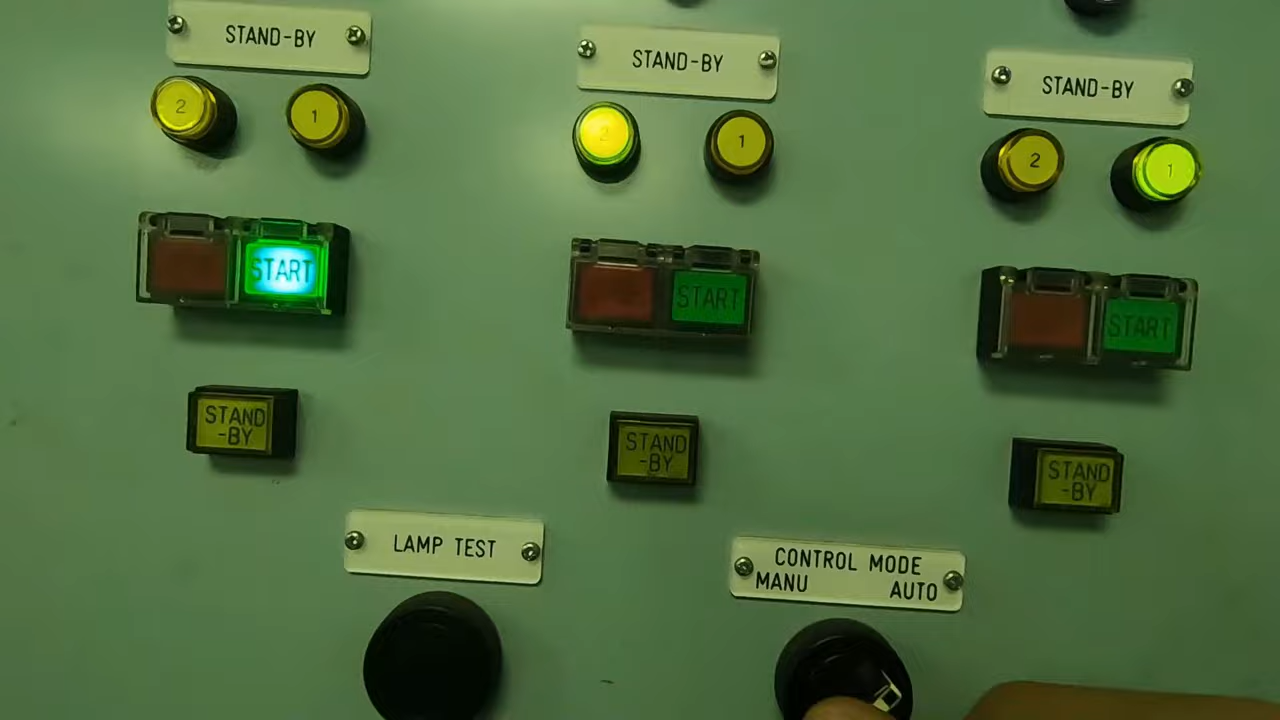 STAND-BY
STAND-BY
STAND-BY
2 1
2 1
2 1
START
START
START
STAND
-BY
STAND
-BY
STAND
-BY
LAMP TEST
CONTROL MODE
MANU AUTO